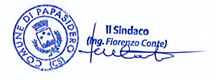 COMUNE DI PAPASIDERO
(CS)
Il Sindaco
(Ing. Fiorenzo Conte)